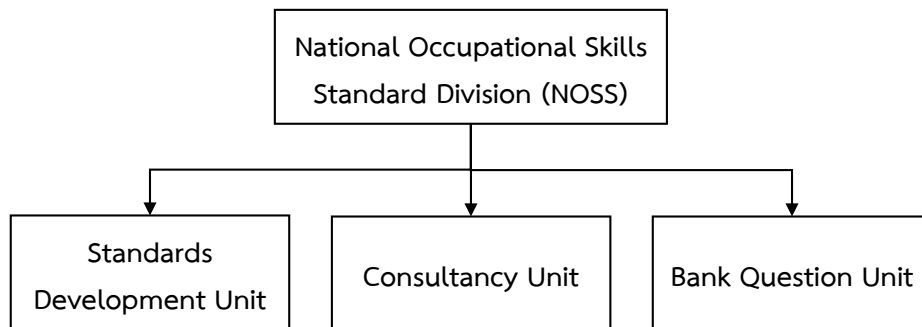 National Occupational Skills
Standard Division (NOSS)
Standards
Development Unit
Consultancy Unit
Bank Question Unit